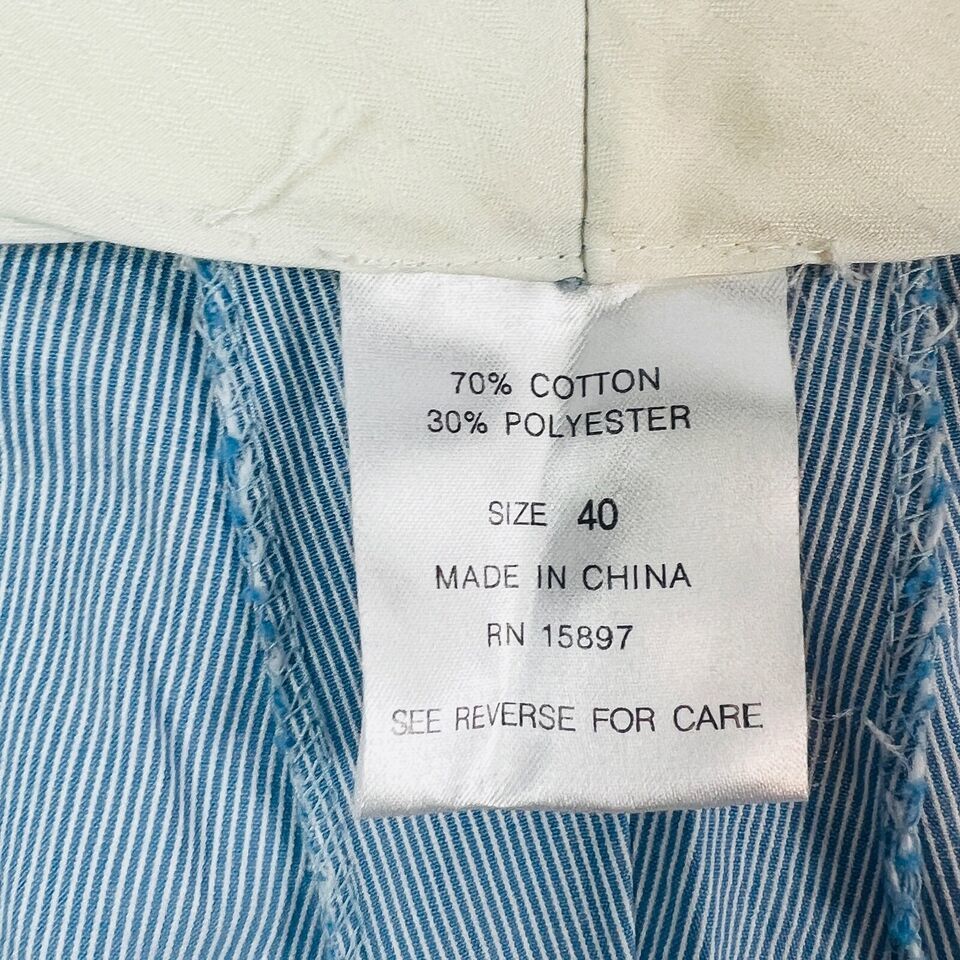 70% COTTON
30% POLYESTER
SIZE 40
MADE IN CHINA
RN 15897
SEE REVERSE FOR CARE